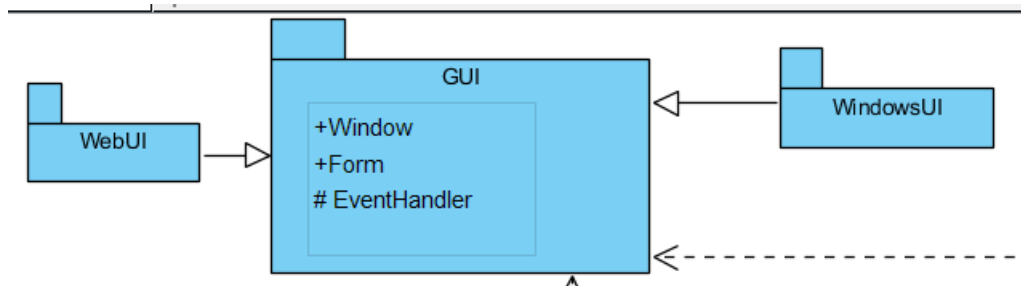 GUI
WindowsUI
WebUI
+Window
+Form
# EventHandler